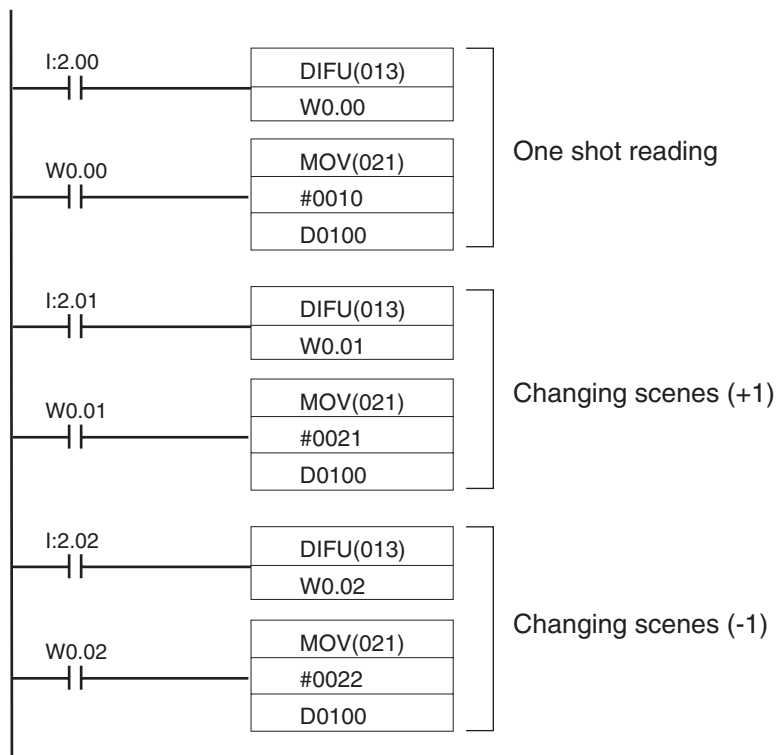 I:2.00
DIFU(013)
W0.00
W0.00
MOV(021)
#0010
D0100
One shot reading
I:2.01
DIFU(013)
W0.01
W0.01
MOV(021)
#0021
D0100
Changing scenes (+1)
I:2.02
DIFU(013)
W0.02
W0.02
MOV(021)
#0022
D0100
Changing scenes (-1)